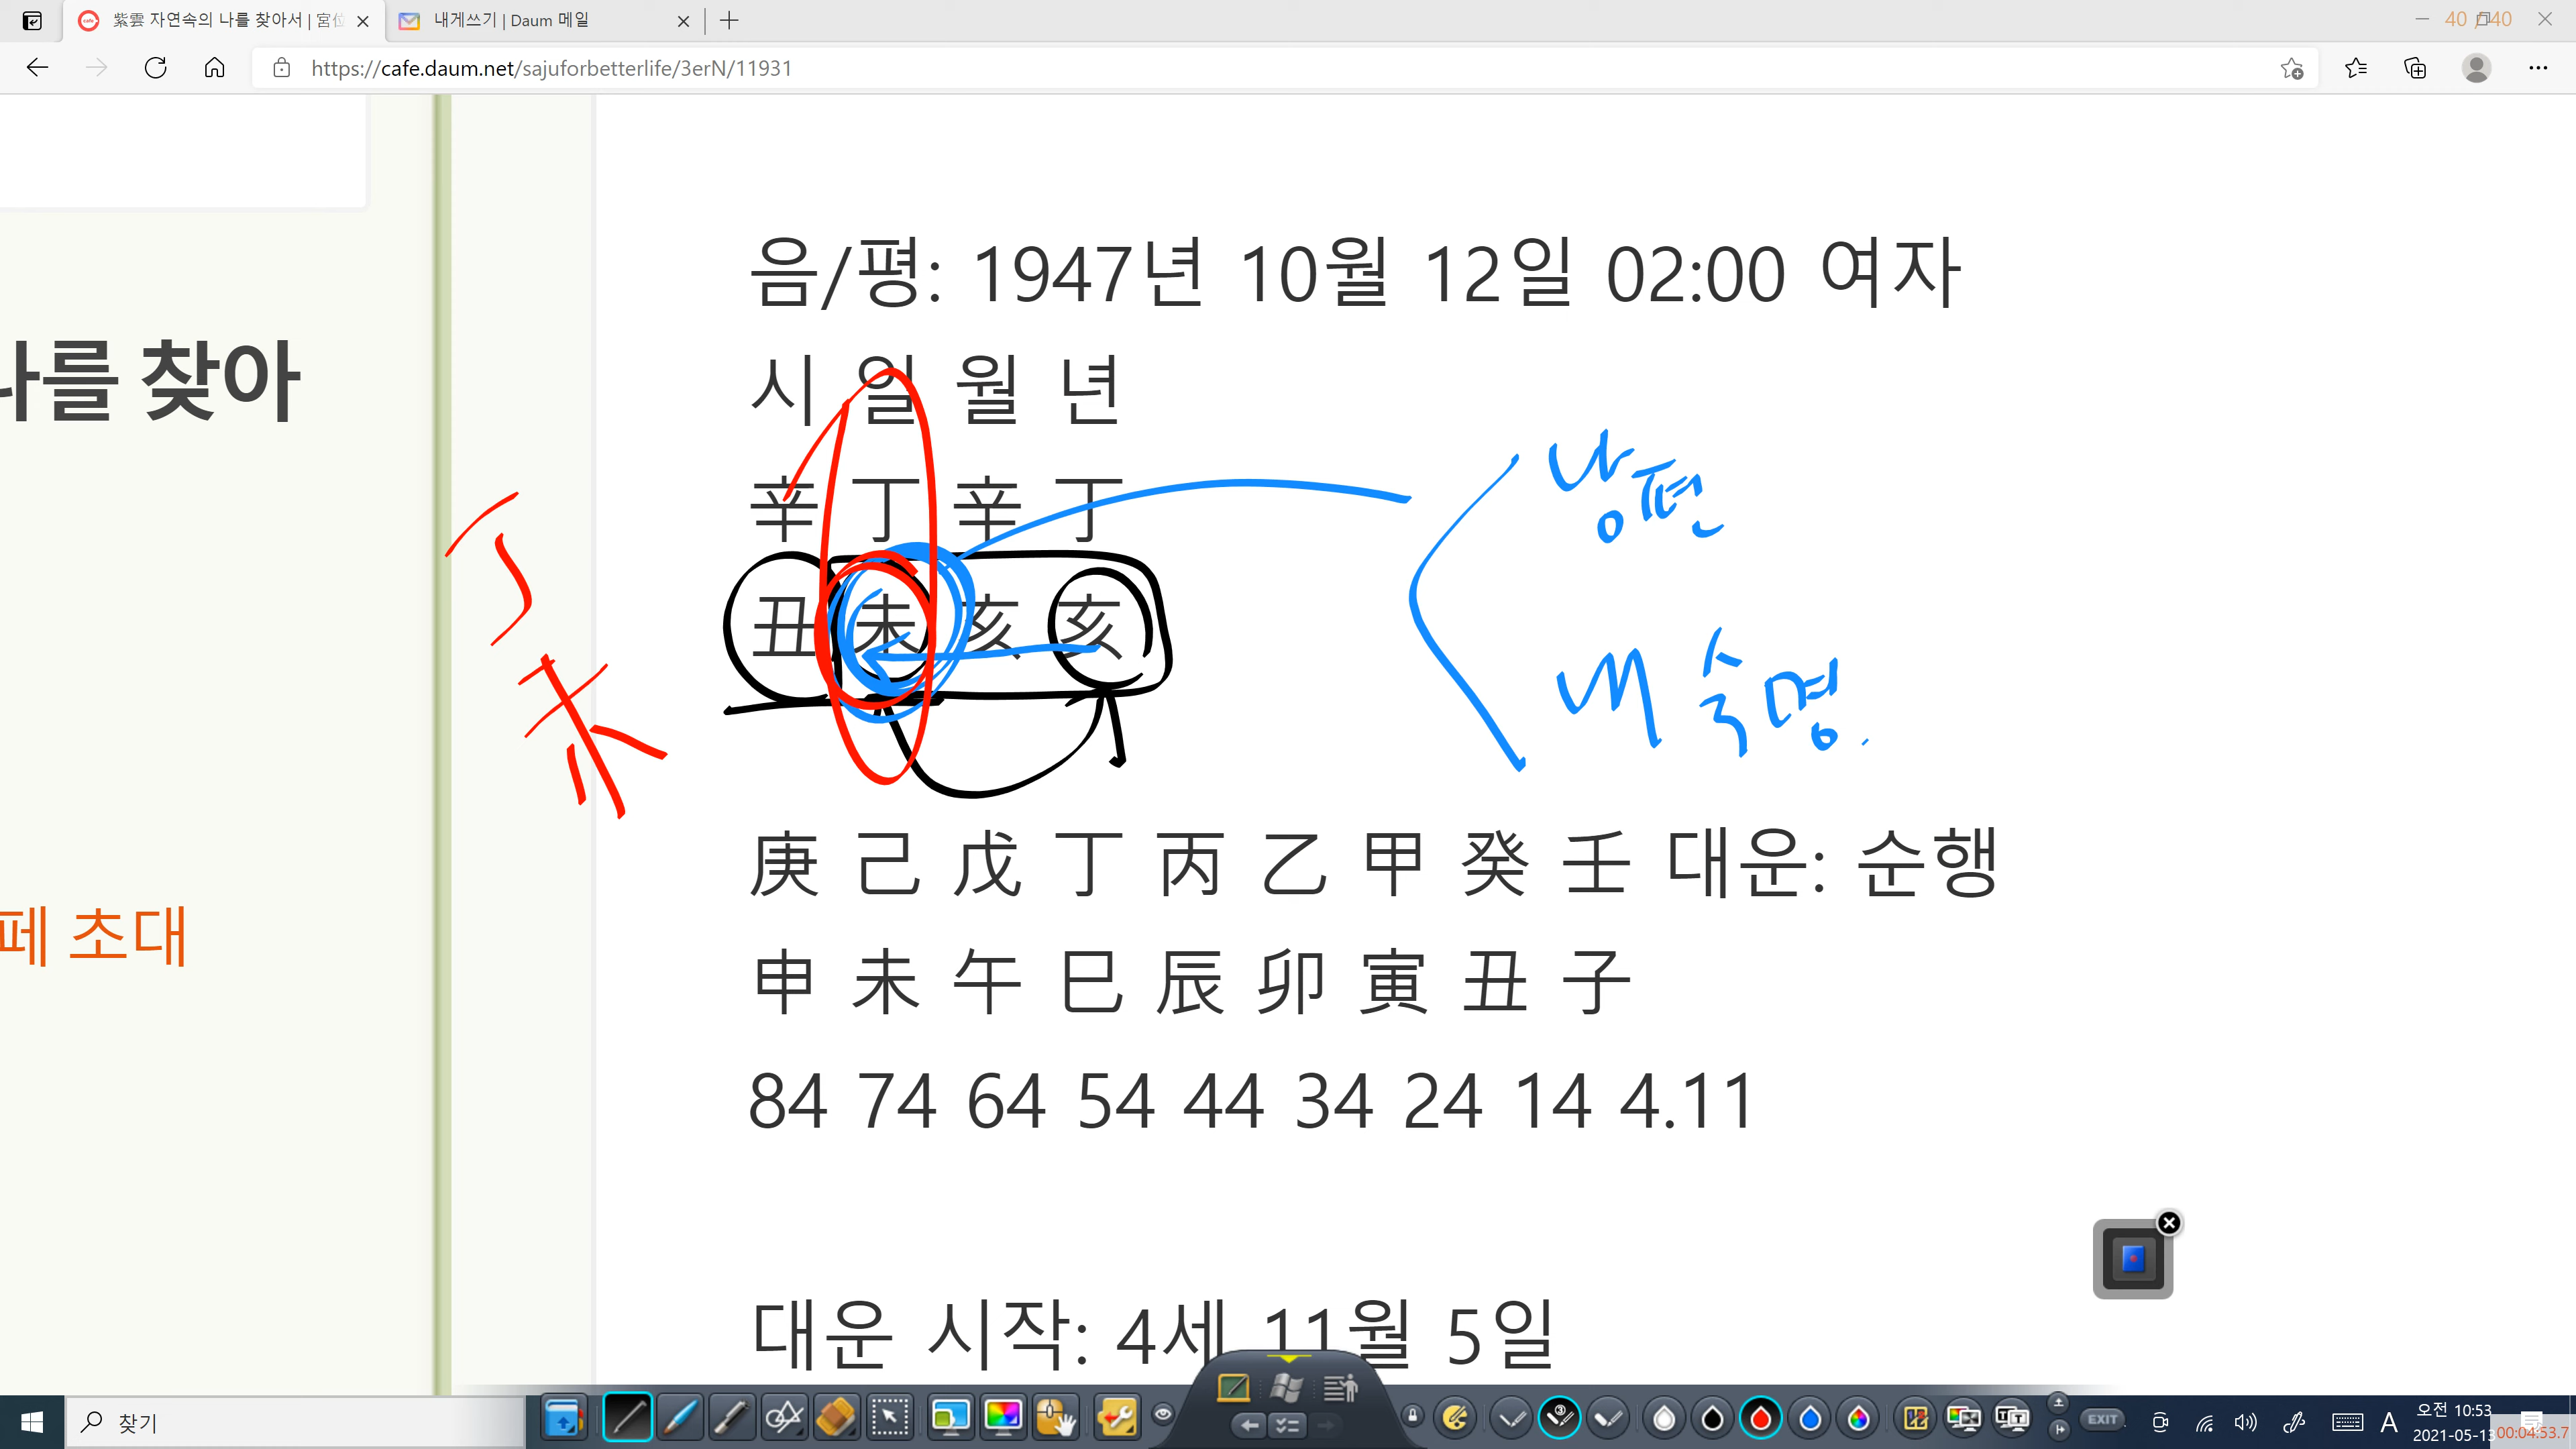 紫雲 자연속의 나를 찾아서 | 宮位
내게쓰기 | Daum 메일
40 / 40
https://cafe.daum.net/sajuforbetterlife/3erN/11931
음/평: 1947년 10월 12일 02:00 여자
나를 찾아
시 일 월 년
辛 丁 辛 丁
남편
丁未
丑 未 亥 亥
내 수명.
庚 己 戊 丁 丙 乙 甲 癸 壬 대운: 순행
페 초대
申 未 午 巳 辰 卯 寅 丑 子
84 74 64 54 44 34 24 14 4.11
대운 시작: 4세 11월 5일
찾기
EXIT
A
오전 10:53
2021-05-13
00:04:53.7